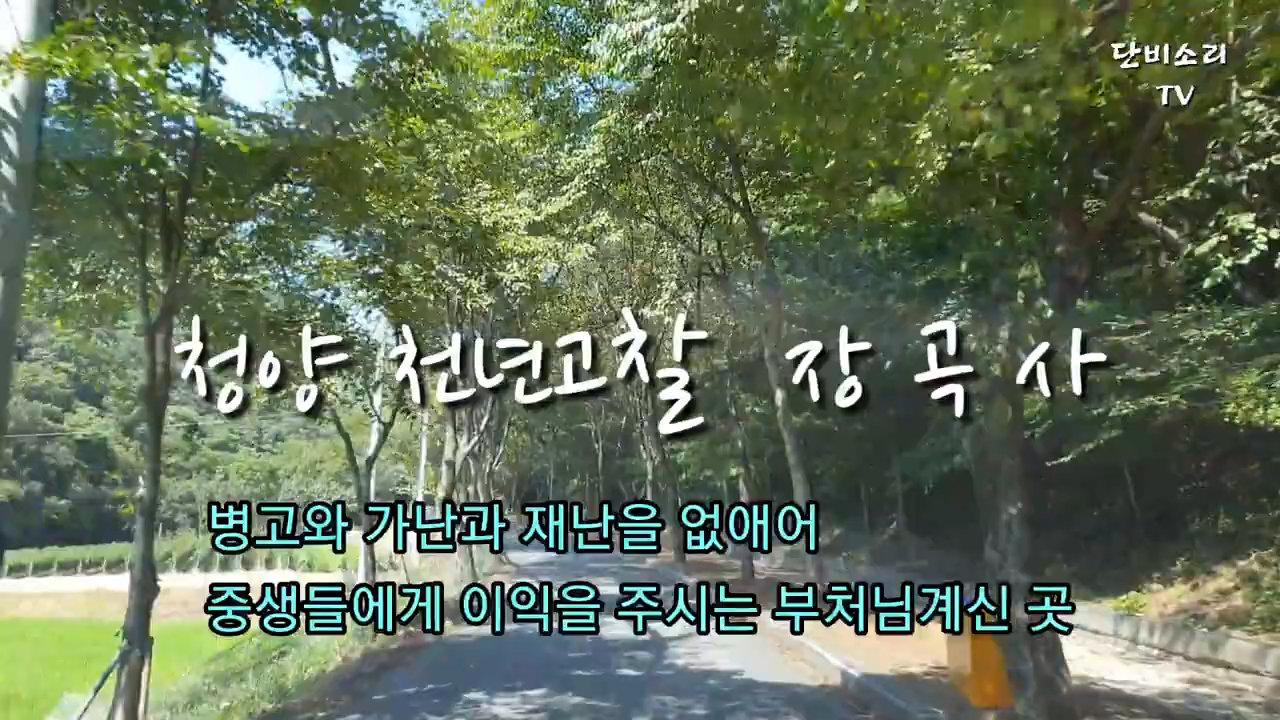 단비소리
TV
청양 천년고찰 장 곡 사
병고와 가난과 재난을 없애어
중생들에게 이익을 주시는 부처님계신 곳